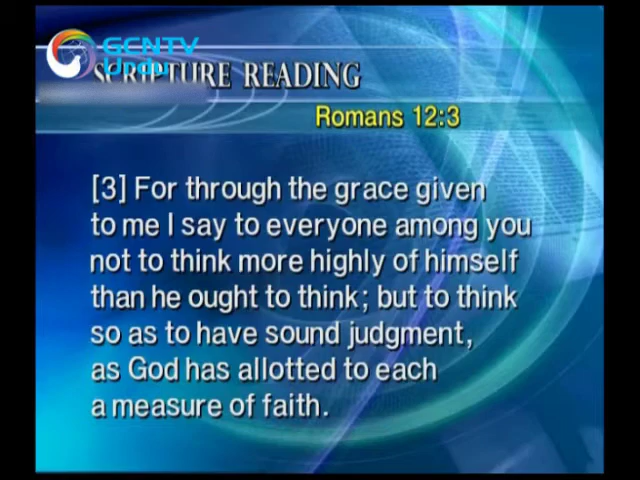 GCNTV
Urdu
SCRIPTURE READING
Romans 12:3
[3] For through the grace given
to me I say to everyone among you
not to think more highly of himself
than he ought to think; but to think
so as to have sound judgment,
as God has allotted to each
a measure of faith.